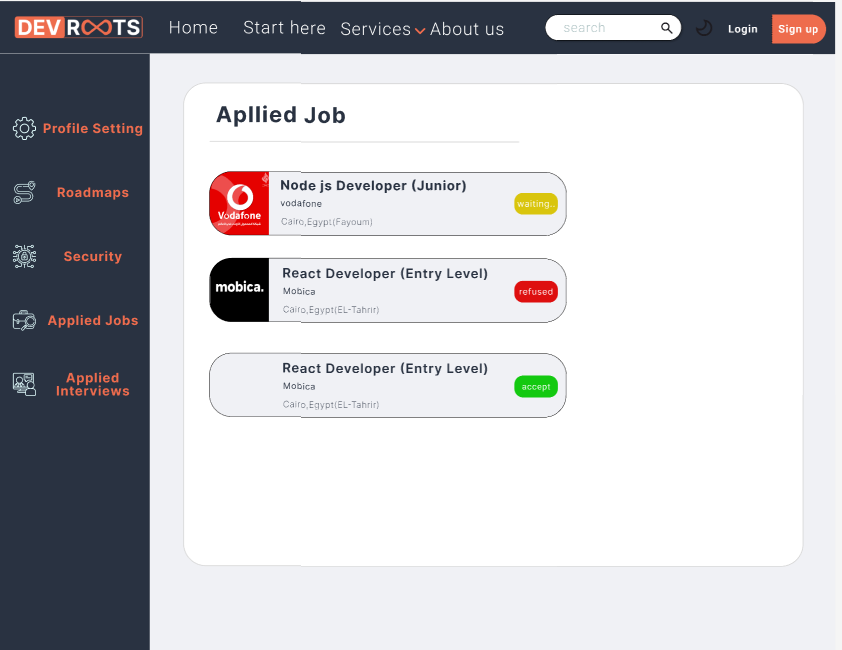 DEVROOTS
Home
Start here
Services
About us
search
Login
Sign up
Profile Setting
Roadmaps
Security
Applied Jobs
Applied
Interviews
Apllied Job
Vodafone
Node js Developer (Junior)
vodafone
Cairo,Egypt(Fayoum)
waiting..
mobica.
React Developer (Entry Level)
Mobica
Cairo,Egypt(EL-Tahrir)
refused
React Developer (Entry Level)
Mobica
Cairo,Egypt(EL-Tahrir)
accept